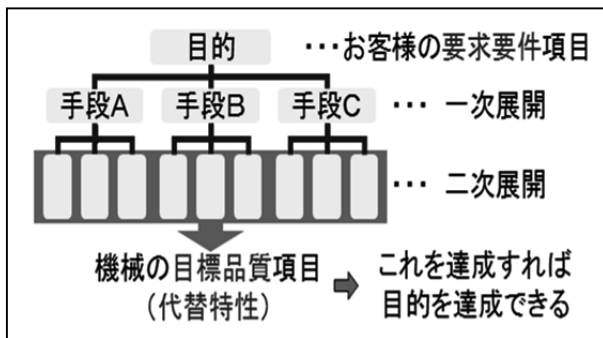 目的 ･･･お客様の要求要件項目
手段A 手段B 手段C ･･･ 一次展開
･･･ 二次展開
機械の目標品質項目
(代替特性)
これを達成すれば
目的を達成できる